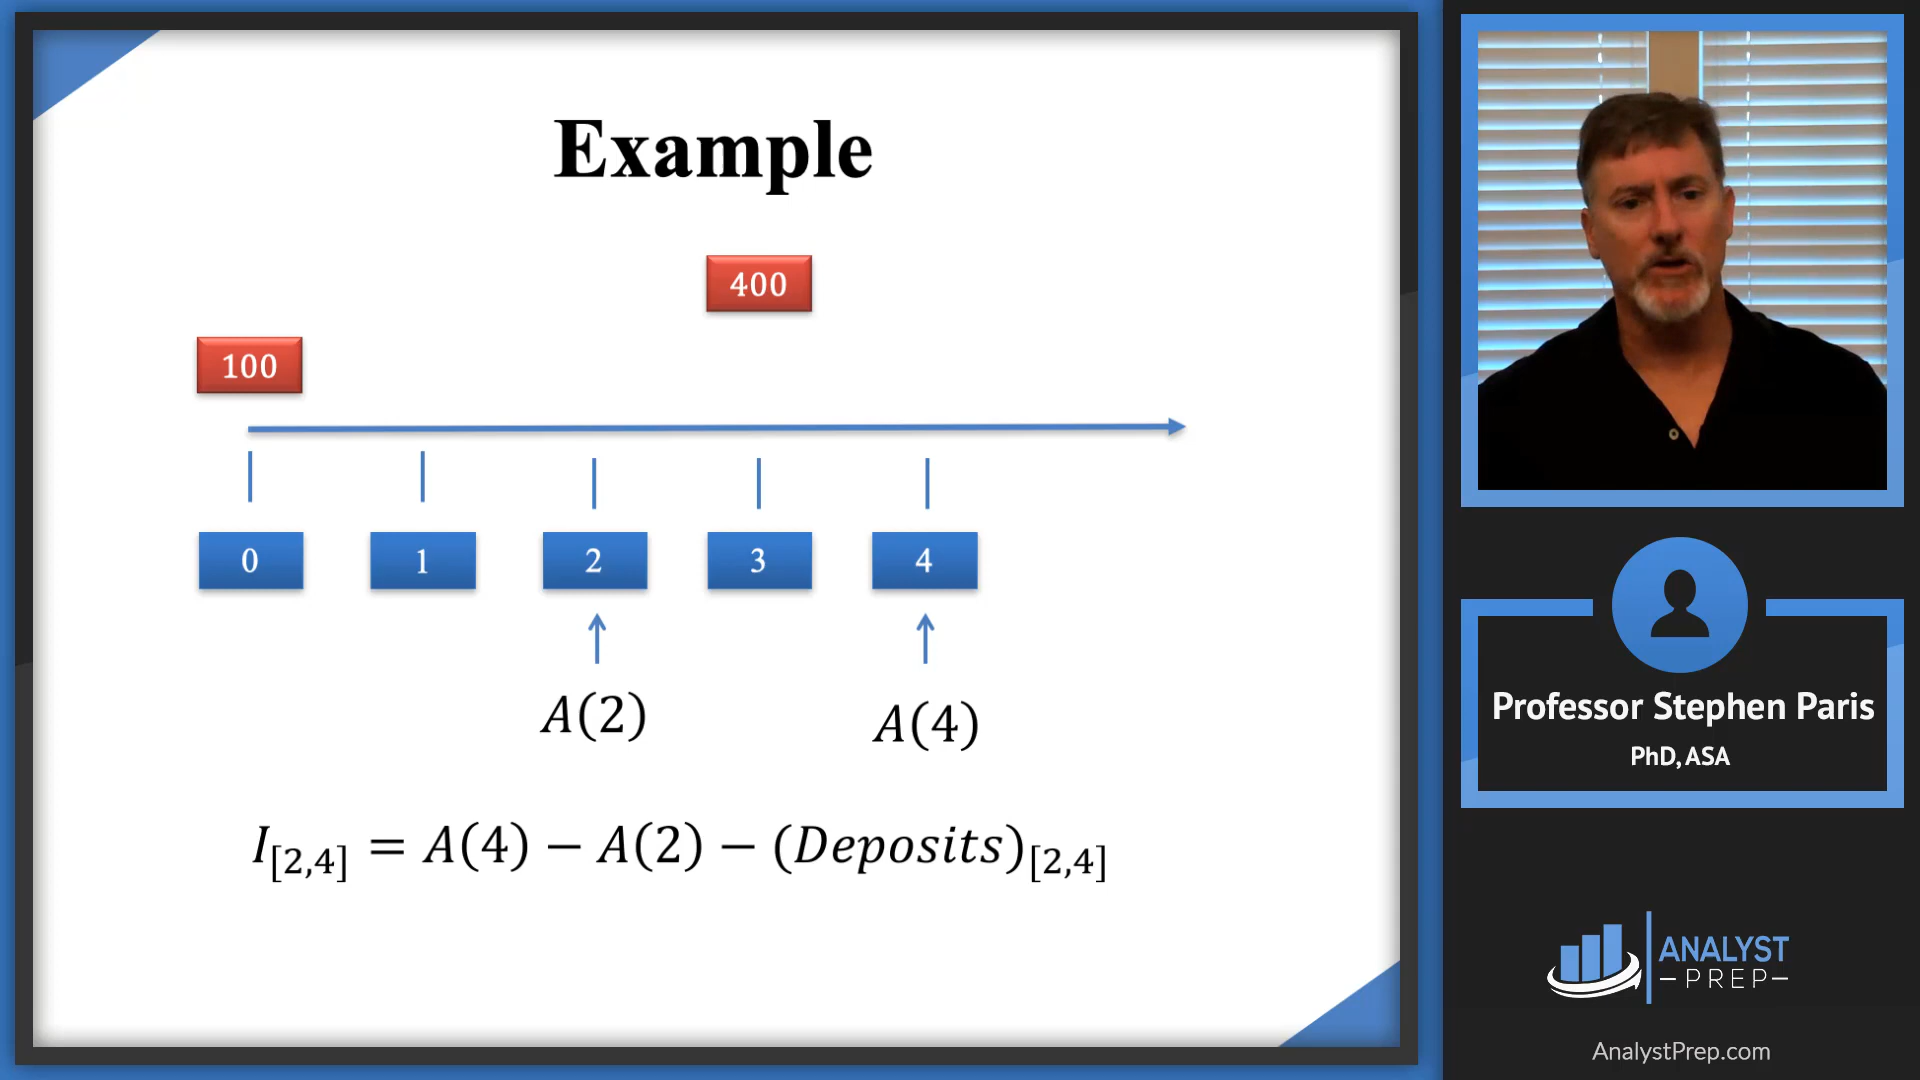 Example
400
100
0 1 2 3 4
A(2) A(4)
I[2,4] = A(4) − A(2) − (Deposits)[2,4]
Professor Stephen Paris
PhD, ASA
ANALYST
PREP
AnalystPrep.com